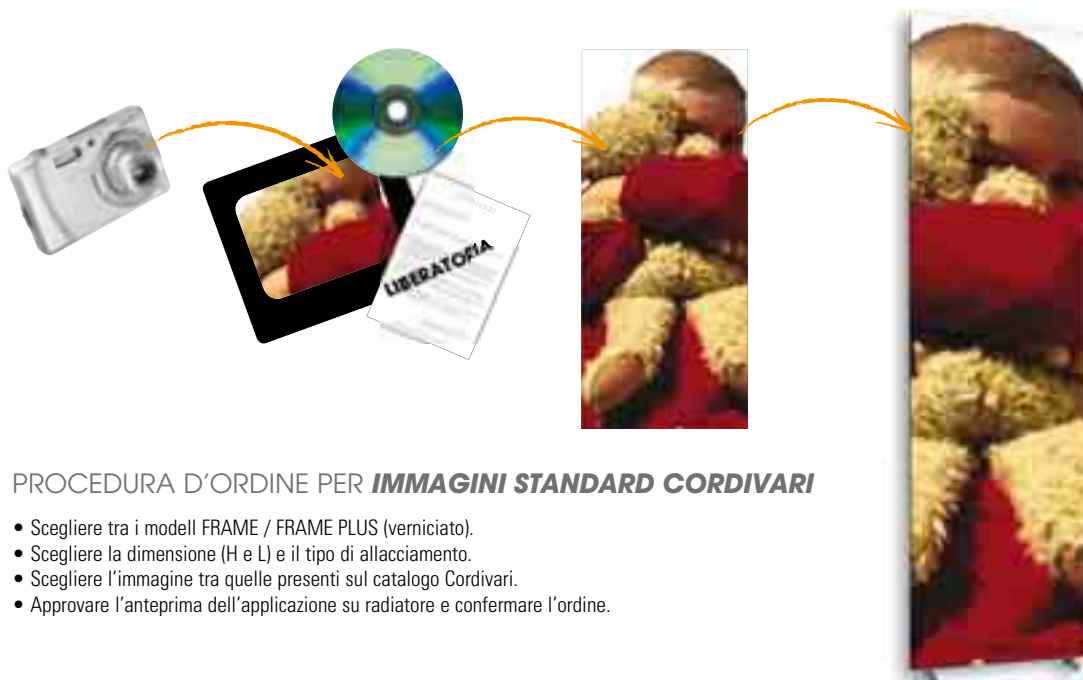 LIBERATORIA
PROCEDURA D'ORDINE PER IMMAGINI STANDARD CORDIVARI
• Scegliere tra i modell FRAME / FRAME PLUS (verniciato).
• Scegliere la dimensione (H e L) e il tipo di allacciamento.
• Scegliere l'immagine tra quelle presenti sul catalogo Cordivari.
• Approvare l'anteprima dell'applicazione su radiatore e confermare l'ordine.